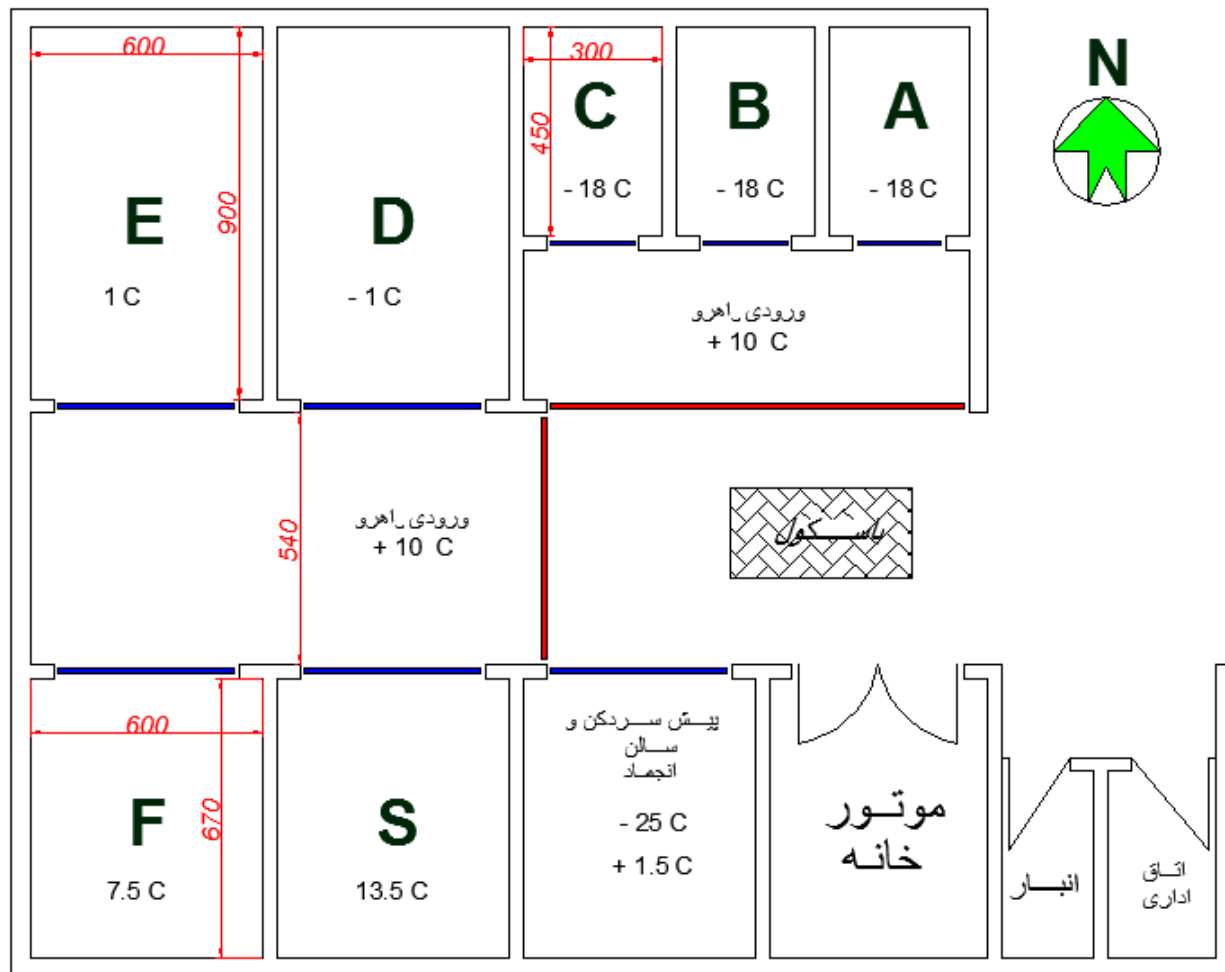 600
900
E
1 C
D
- 1 C
300
450
C
- 18 C
B
- 18 C
A
- 18 C
N
ورودی راهرو
+ 10 C
540
ورودی راهرو
+ 10 C
باسکول
600
670
F
7.5 C
S
13.5 C
پیش سردکن و
سالن
انجماد
- 25 C
+ 1.5 C
موتور
خانه
انبار
اتاق
اداری